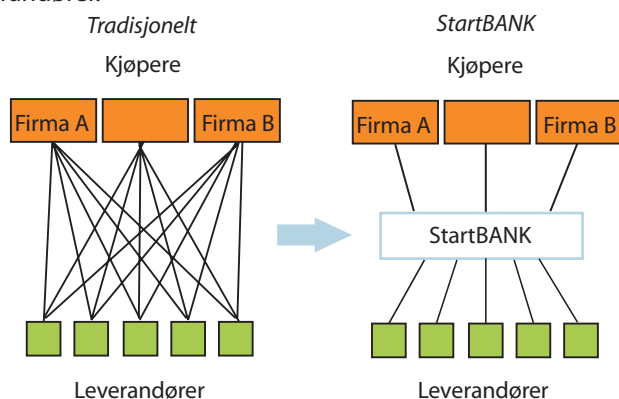 Tradisjonelt
Kjøpere
Firma A
Firma B
Leverandører
StartBANK
Kjøpere
Firma A
Firma B
StartBANK
Leverandører